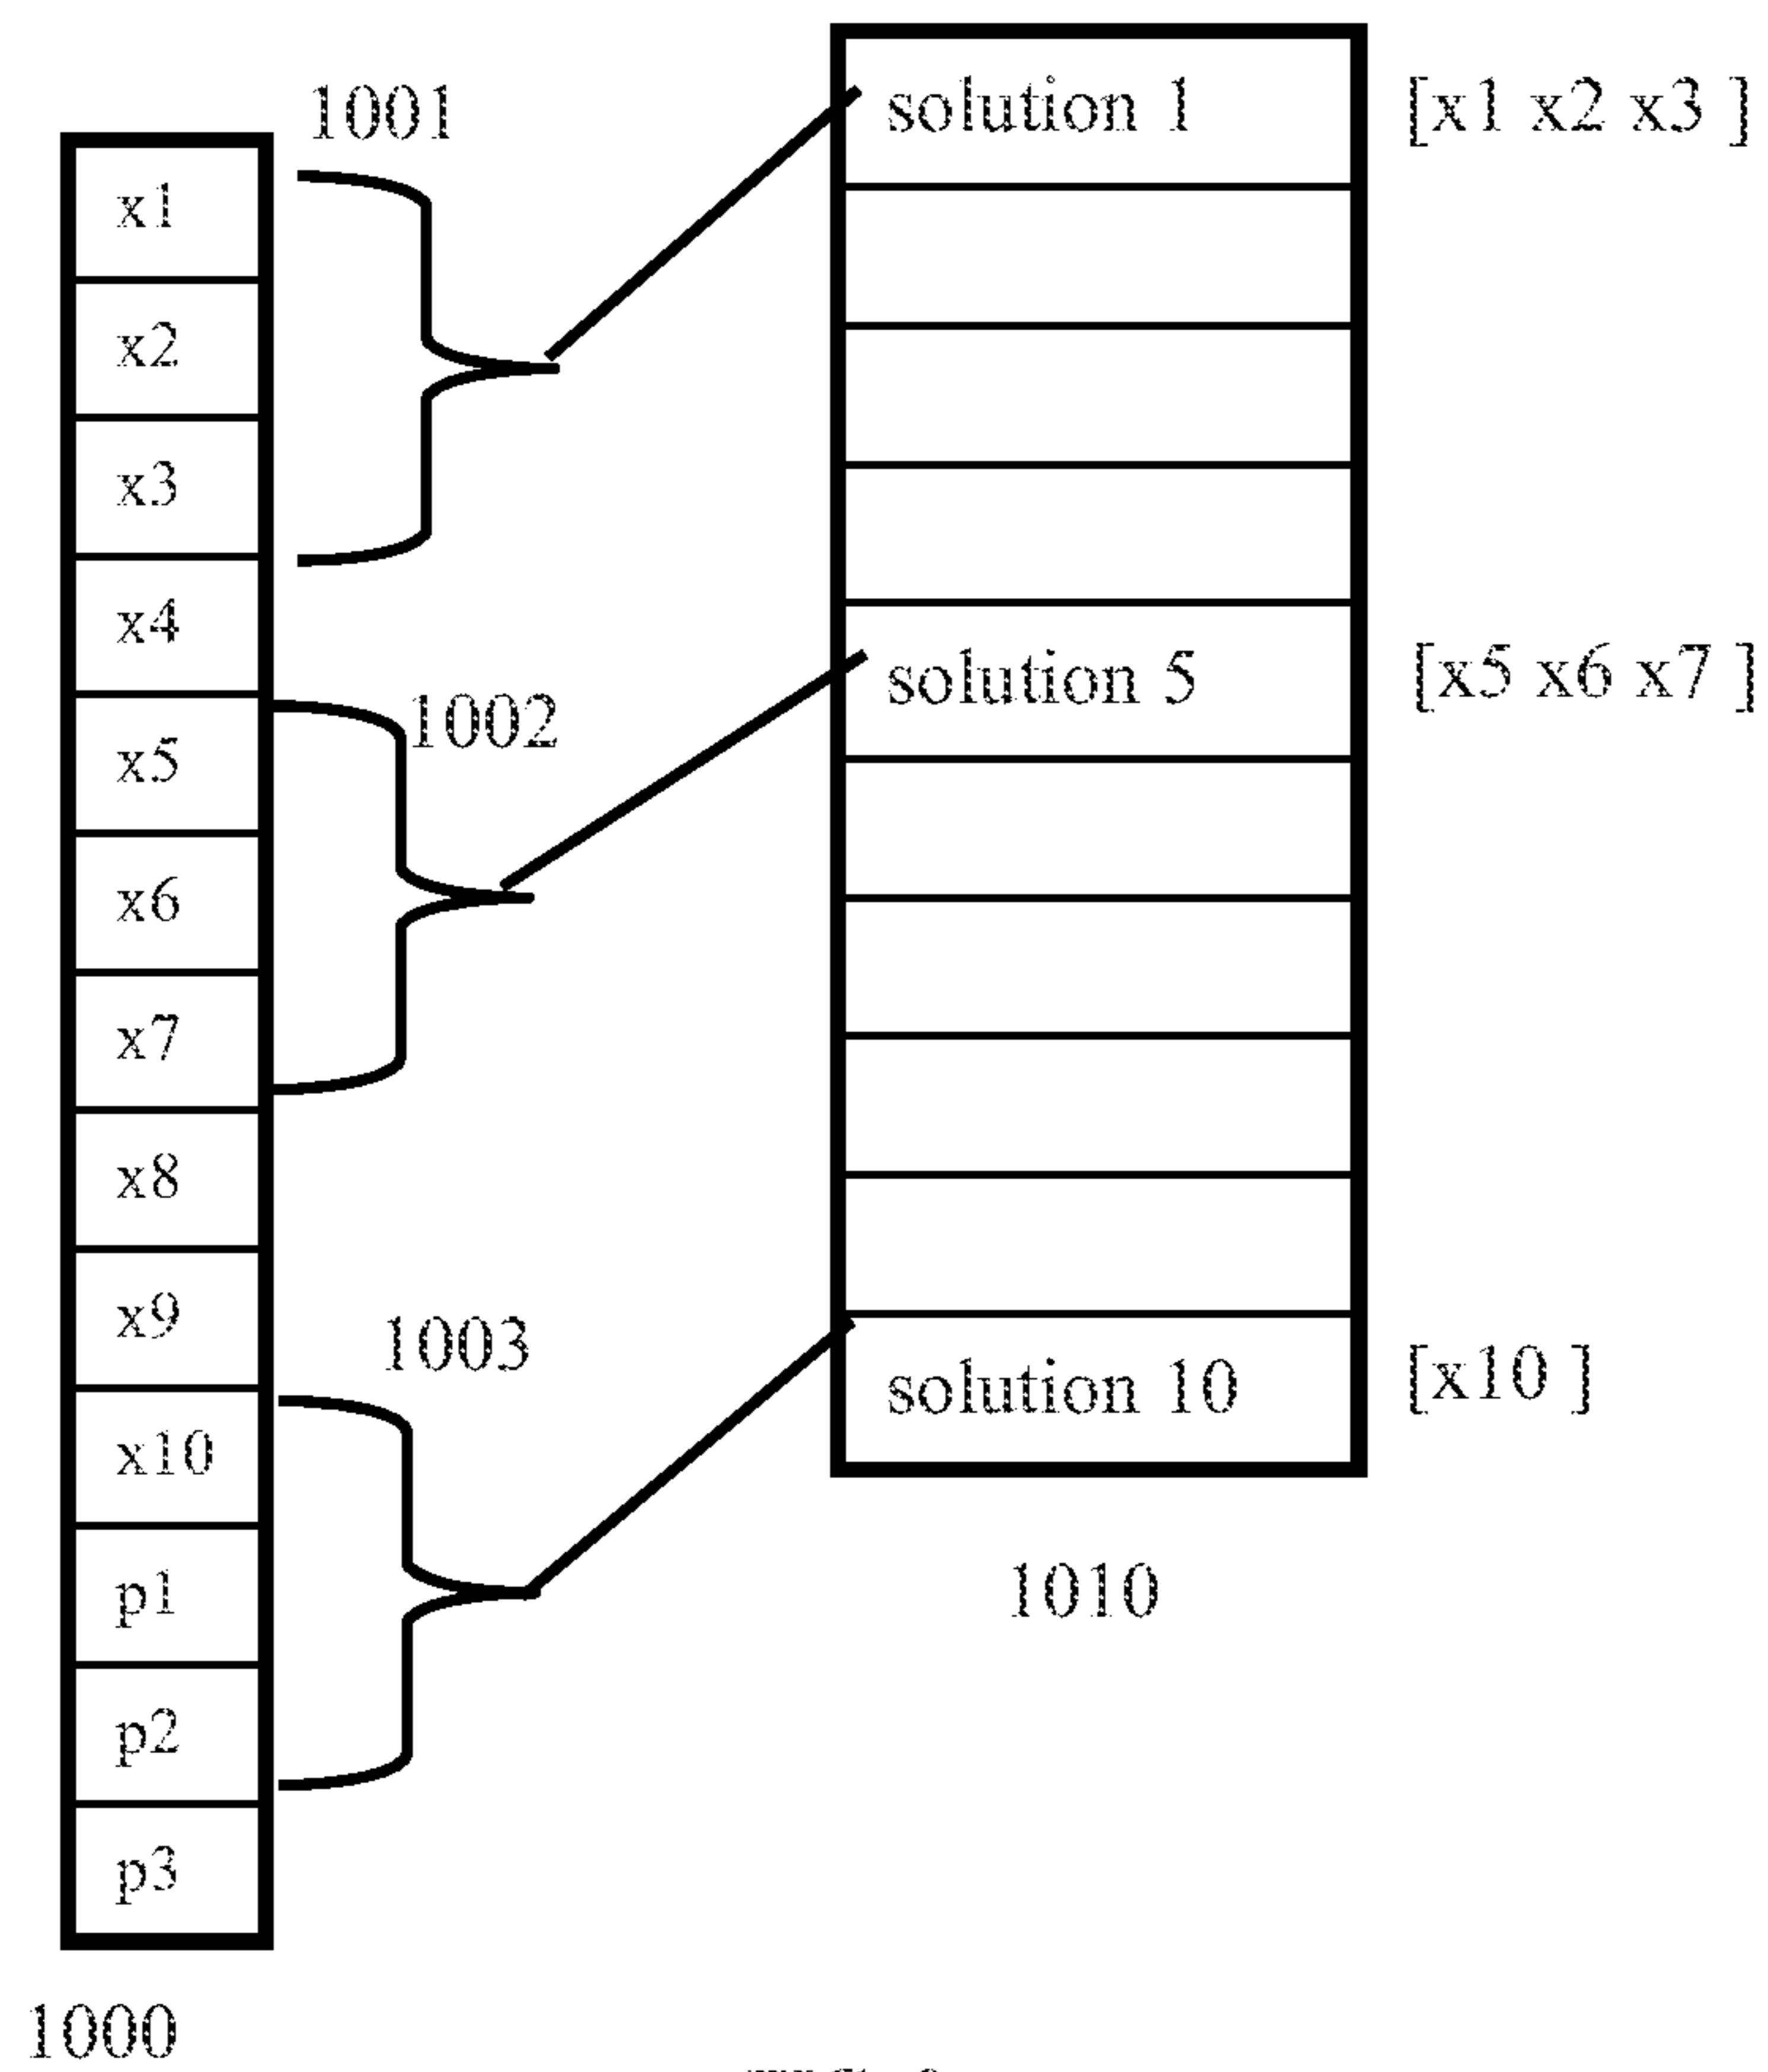 1001
x1
x2
x3
x4
1002
x5
x6
x7
x8
x9
1003
x10
p1
p2
p3
1000
solution 1 [x1 x2 x3 ]
solution 5 [x5 x6 x7 ]
solution 10 [x10 ]
1010